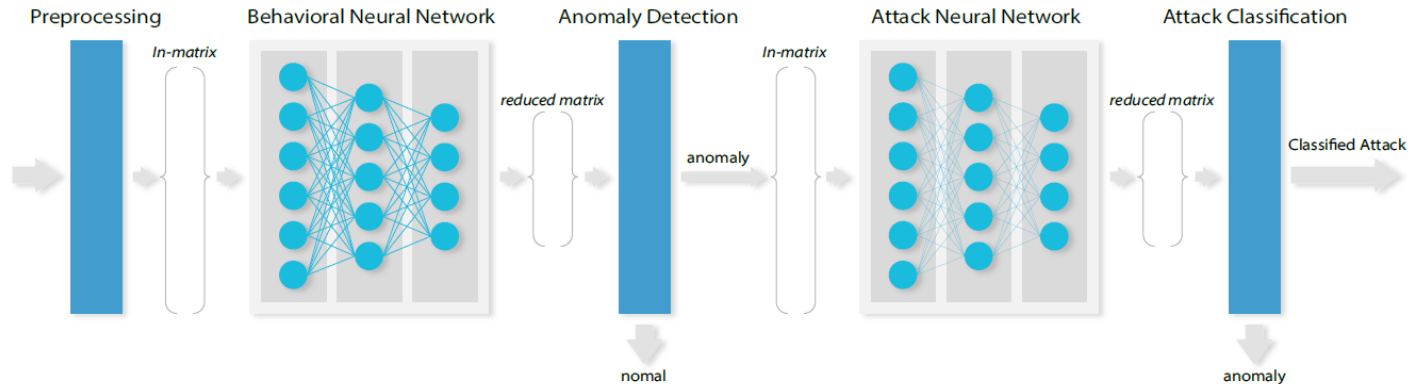 Preprocessing
Behavioral Neural Network
Anomaly Detection
Attack Neural Network
Attack Classification
In-matrix
reduced matrix
anomaly
In-matrix
reduced matrix
Classified Attack
nomal
anomaly